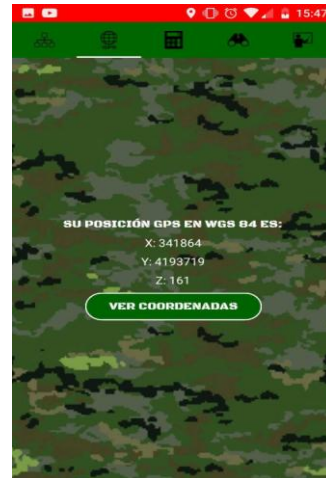 15:47
SU POSICIÓN GPS EN WGS 84 ES:
X: 341864
Y: 4193719
Z: 161
VER COORDENADAS